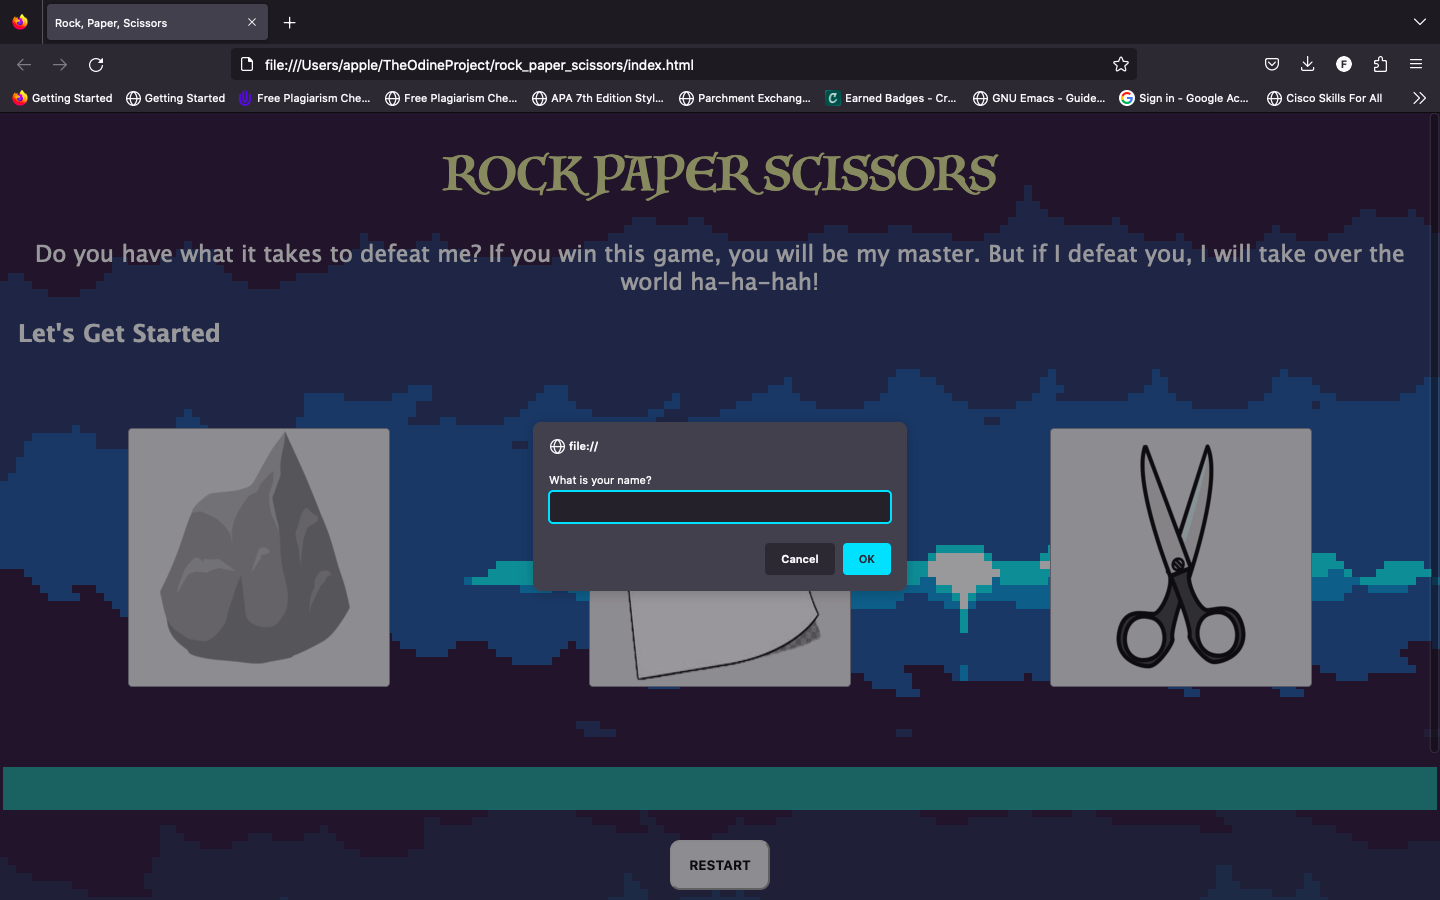 Rock, Paper, Scissors
file:///Users/apple/TheOdineProject/rock_paper_scissors/index.html
F
Getting Started
Getting Started
Free Plagiarism Che...
Free Plagiarism Che...
APA 7th Edition Styl...
Parchment Exchang...
Earned Badges - Cr...
GNU Emacs - Guide...
Sign in - Google Ac...
Cisco Skills For All
ROCK PAPER SCISSORS
Do you have what it takes to defeat me? If you win this game, you will be my master. But if I defeat you, I will take over the
world ha-ha-hah!
Let's Get Started
file://
What is your name?
Cancel
OK
RESTART